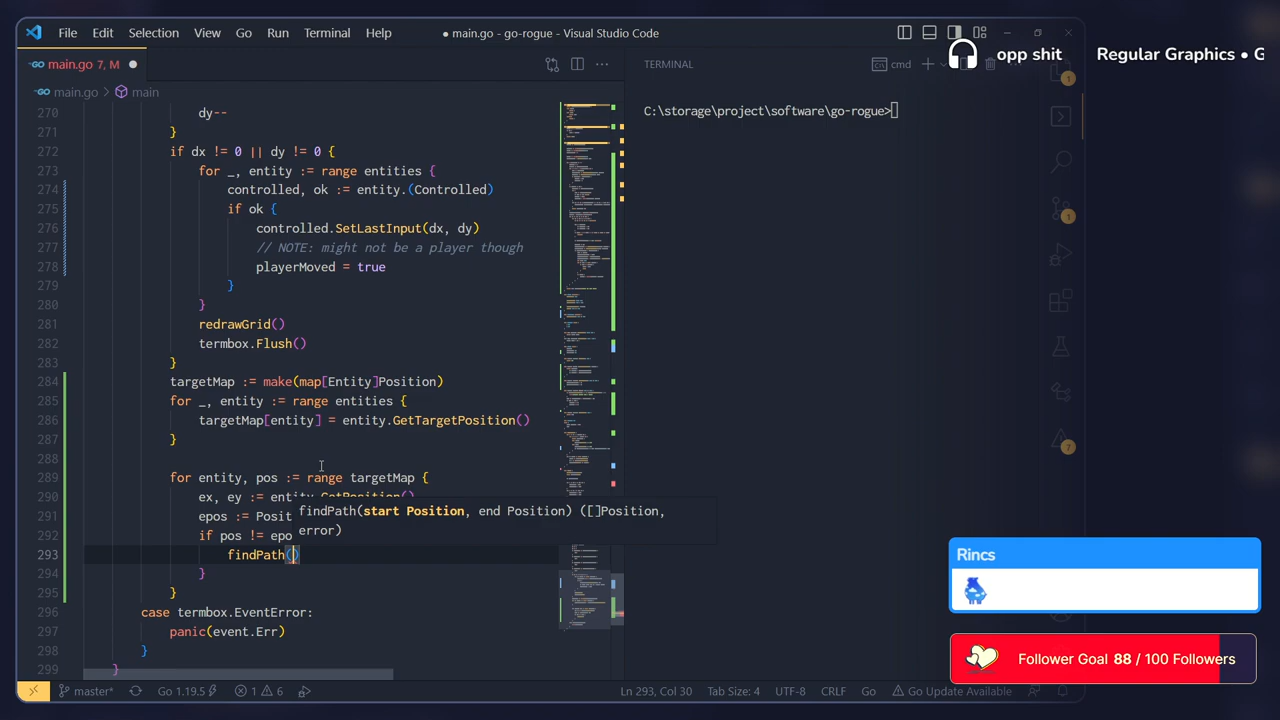 File Edit Selection View Go Run Terminal Help
● main.go - go-rogue - Visual Studio Code
main.go 7, M ●
TERMINAL
cmd
opp shit
Regular Graphics • G
main.go > main
C:\storage\project\software\go-rogue>
270 dy--
271 }
272 if dx != 0 || dy != 0 {
273 for _, entity := range entities {
274 controlled, ok := entity.(Controlled)
275 if ok {
276 controlled.SetLastInput(dx, dy)
277 // NOTE: might not be a player though
278 playerMoved = true
279 }
280 }
281 redrawGrid()
282 termbox.Flush()
283 }
284 targetMap := make(map[Entity]Position)
285 for _, entity := range entities {
286 targetMap[entity] = entity.GetTargetPosition()
287 }
288
289 for entity, pos := range targetMap {
290 ex, ey := entity.GetPosition()
291 epos := Posit
292 if pos != epo
findPath(start Position, end Position) ([]Position,
error)
293 findPath()
294 }
295 }
296 case termbox.EventError:
297 panic(event.Err)
298 }
299 }
1
1
7
Rincs
Follower Goal 88 / 100 Followers
master* Go 1.19.5 1 6 Ln 293, Col 30 Tab Size: 4 UTF-8 CRLF Go Go Update Available